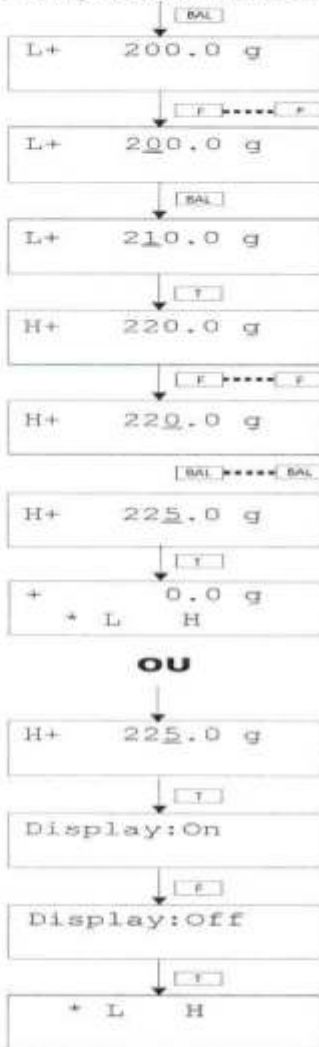 BAL
L+ 200.0 g
F F
L+ 200.0 g
BAL
L+ 210.0 g
T
H+ 220.0 g
F F
H+ 220.0 g
BAL BAL
H+ 225.0 g
T
+ 0.0 g
* L H
OU
H+ 225.0 g
T
Display:On
F
Display:Off
T
* L H